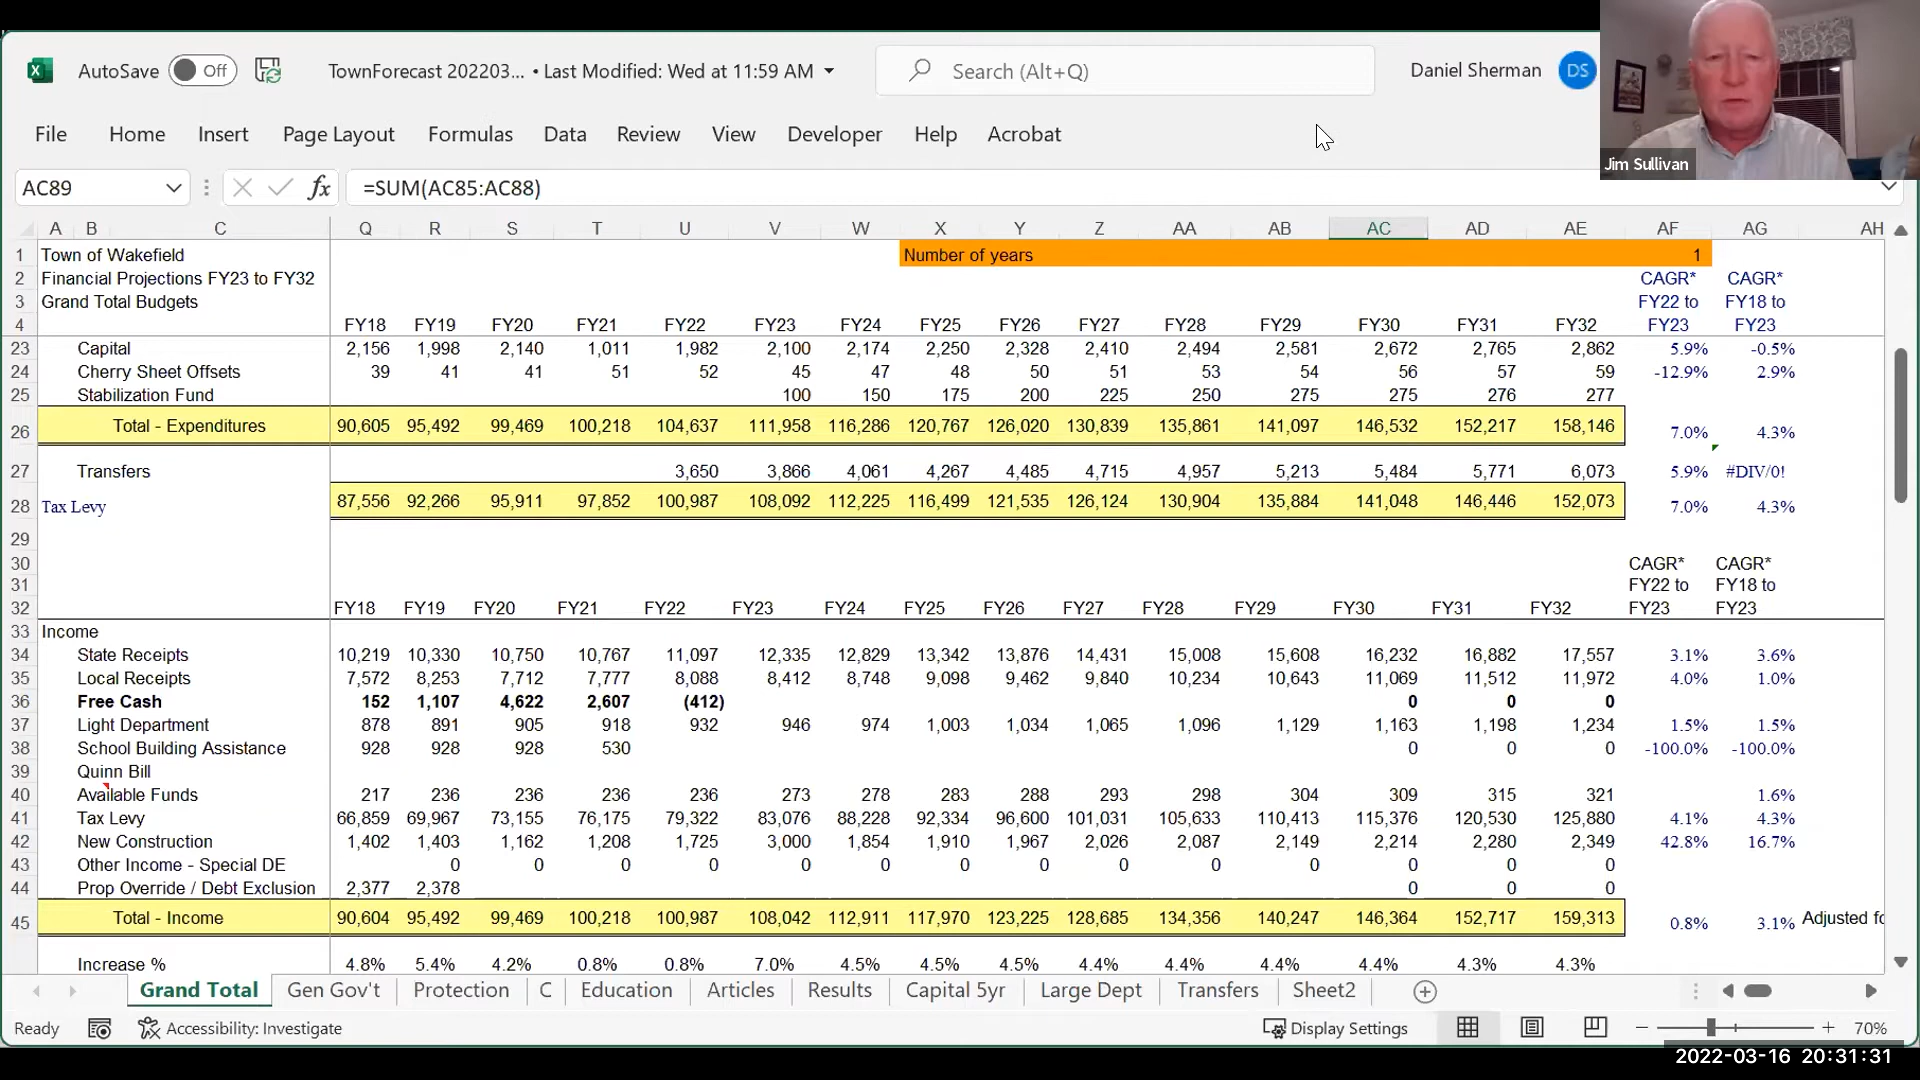 AutoSave Off TownForecast 202203... • Last Modified: Wed at 11:59 AM Search (Alt+Q) Daniel Sherman DS
Jim Sullivan
File Home Insert Page Layout Formulas Data Review View Developer Help Acrobat
AC89 fx =SUM(AC85:AC88)
A B C Q R S T U V W X Y Z AA AB AC AD AE AF AG AH
1 Town of Wakefield Number of years 1
2 Financial Projections FY23 to FY32 CAGR* CAGR*
3 Grand Total Budgets FY22 to FY18 to
4 FY18 FY19 FY20 FY21 FY22 FY23 FY24 FY25 FY26 FY27 FY28 FY29 FY30 FY31 FY32 FY23 FY23
23 Capital 2,156 1,998 2,140 1,011 1,982 2,100 2,174 2,250 2,328 2,410 2,494 2,581 2,672 2,765 2,862 5.9% -0.5%
24 Cherry Sheet Offsets 39 41 41 51 52 45 47 48 50 51 53 54 56 57 59 -12.9% 2.9%
25 Stabilization Fund 100 150 175 200 225 250 275 275 276 277
26 Total - Expenditures 90,605 95,492 99,469 100,218 104,637 111,958 116,286 120,767 126,020 130,839 135,861 141,097 146,532 152,217 158,146 7.0% 4.3%
27 Transfers 3,650 3,866 4,061 4,267 4,485 4,715 4,957 5,213 5,484 5,771 6,073 5.9% #DIV/0!
28 Tax Levy 87,556 92,266 95,911 97,852 100,987 108,092 112,225 116,499 121,535 126,124 130,904 135,884 141,048 146,446 152,073 7.0% 4.3%
29
30 CAGR* CAGR*
31 FY22 to FY18 to
32 FY18 FY19 FY20 FY21 FY22 FY23 FY24 FY25 FY26 FY27 FY28 FY29 FY30 FY31 FY32 FY23 FY23
33 Income
34 State Receipts 10,219 10,330 10,750 10,767 11,097 12,335 12,829 13,342 13,876 14,431 15,008 15,608 16,232 16,882 17,557 3.1% 3.6%
35 Local Receipts 7,572 8,253 7,712 7,777 8,088 8,412 8,748 9,098 9,462 9,840 10,234 10,643 11,069 11,512 11,972 4.0% 1.0%
36 Free Cash 152 1,107 4,622 2,607 (412) 0 0 0
37 Light Department 878 891 905 918 932 946 974 1,003 1,034 1,065 1,096 1,129 1,163 1,198 1,234 1.5% 1.5%
38 School Building Assistance 928 928 928 530 0 0 0 -100.0% -100.0%
39 Quinn Bill
40 Available Funds 217 236 236 236 236 273 278 283 288 293 298 304 309 315 321 1.6%
41 Tax Levy 66,859 69,967 73,155 76,175 79,322 83,076 88,228 92,334 96,600 101,031 105,633 110,413 115,376 120,530 125,880 4.1% 4.3%
42 New Construction 1,402 1,403 1,162 1,208 1,725 3,000 1,854 1,910 1,967 2,026 2,087 2,149 2,214 2,280 2,349 42.8% 16.7%
43 Other Income - Special DE 0 0 0 0 0 0 0 0 0 0 0 0 0 0
44 Prop Override / Debt Exclusion 2,377 2,378 0 0 0
45 Total - Income 90,604 95,492 99,469 100,218 100,987 108,042 112,911 117,970 123,225 128,685 134,356 140,247 146,364 152,717 159,313 0.8% 3.1% Adjusted fo
Increase % 4.8% 5.4% 4.2% 0.8% 0.8% 7.0% 4.5% 4.5% 4.5% 4.4% 4.4% 4.4% 4.4% 4.3% 4.3%
Grand Total Gen Gov't Protection C Education Articles Results Capital 5yr Large Dept Transfers Sheet2
Ready Accessibility: Investigate Display Settings 70%
2022-03-16 20:31:31